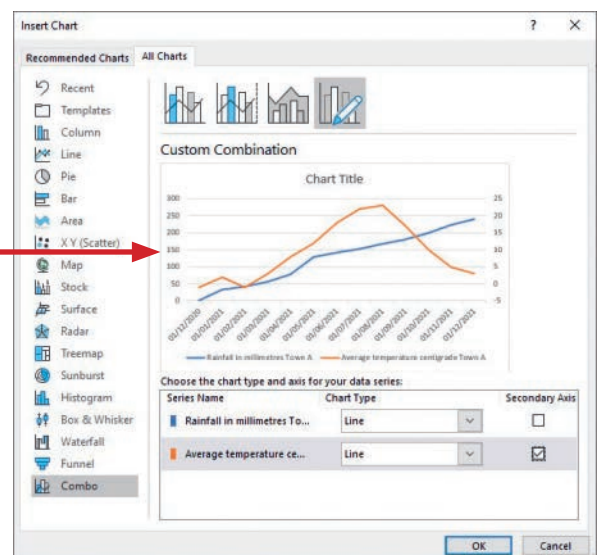 Insert Chart ? ×
Recommended Charts All Charts
Recent
Templates
Column
Line
Pie
Bar
Area
X Y (Scatter)
Map
Stock
Surface
Radar
Treemap
Sunburst
Histogram
Box & Whisker
Waterfall
Funnel
Combo
Custom Combination
Chart Title
300 25
250 20
200 15
150 10
100 5
50 0
0 -5
01/12/2020 01/01/2021 01/02/2021 01/03/2021 01/04/2021 01/05/2021 01/06/2021 01/07/2021 01/08/2021 01/09/2021 01/10/2021 01/11/2021 01/12/2021
Rainfall in millimetres Town A Average temperature centigrade Town A
Choose the chart type and axis for your data series:
Series Name Chart Type Secondary Axis
Rainfall in millimetres To... Line
Average temperature ce... Line
OK Cancel